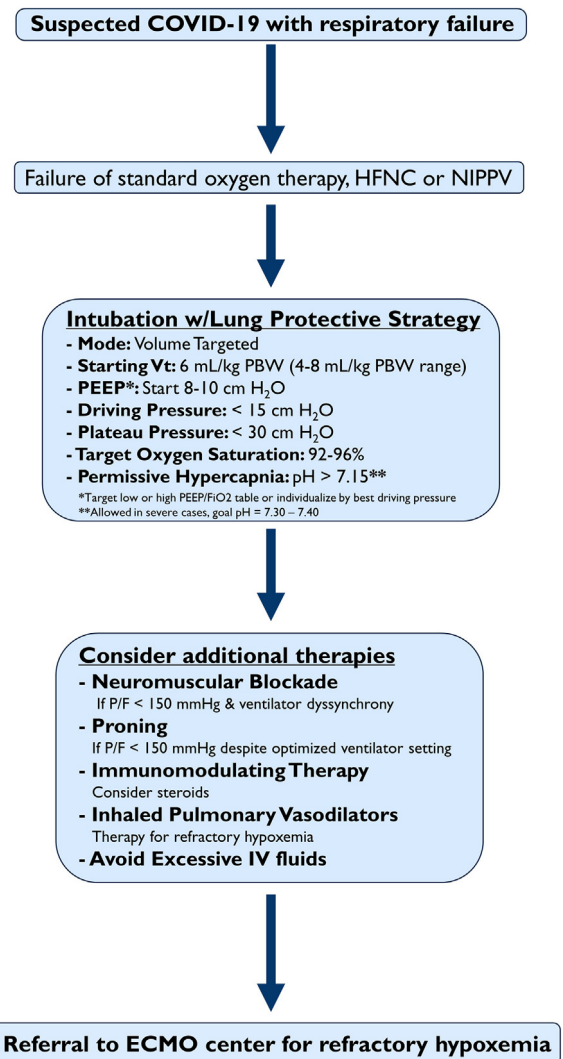 Suspected COVID-19 with respiratory failure
Failure of standard oxygen therapy, HFNC or NIPPV
Intubation w/Lung Protective Strategy
- Mode: Volume Targeted
- Starting Vt: 6 mL/kg PBW (4-8 mL/kg PBW range)
- PEEP*: Start 8-10 cm H₂O
- Driving Pressure: < 15 cm H₂O
- Plateau Pressure: < 30 cm H₂O
- Target Oxygen Saturation: 92-96%
- Permissive Hypercapnia: pH > 7.15**
*Target low or high PEEP/FiO2 table or individualize by best driving pressure
**Allowed in severe cases, goal pH = 7.30 – 7.40
Consider additional therapies
- Neuromuscular Blockade
If P/F < 150 mmHg & ventilator dyssynchrony
- Proning
If P/F < 150 mmHg despite optimized ventilator setting
- Immunomodulating Therapy
Consider steroids
- Inhaled Pulmonary Vasodilators
Therapy for refractory hypoxemia
- Avoid Excessive IV fluids
Referral to ECMO center for refractory hypoxemia